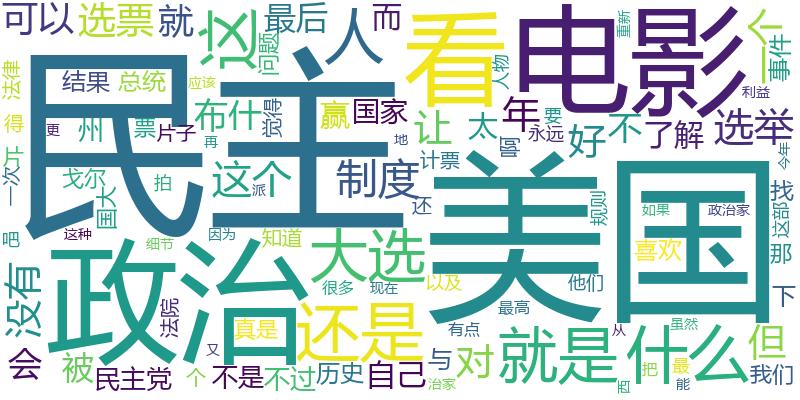 可以 选票 就 这 最后 人 而 看 电影 重新 一个
法律 结果 总统 问题 人物 事件
得 民主 布什 觉得 赢 国家 让 年 利益
更 州 票 片子 应该 再 地 太 啊 永远 要 好 不 了解 选举
片 一次 戈尔 国大 拍 这个 派 制度 计票 还 美国 规则 如果 政治家 今年 找
吧 这种 政治 细节 因为 知道 大选 喜欢 那 这部
没有 法院 很多 现在 以及 他们 下
真是 还是 最高 有点 就是 从 什么 虽然 但
会 被 民主党 个 又 不是 不过 历史 自己 治家 与 对 西 把 最 能 我们